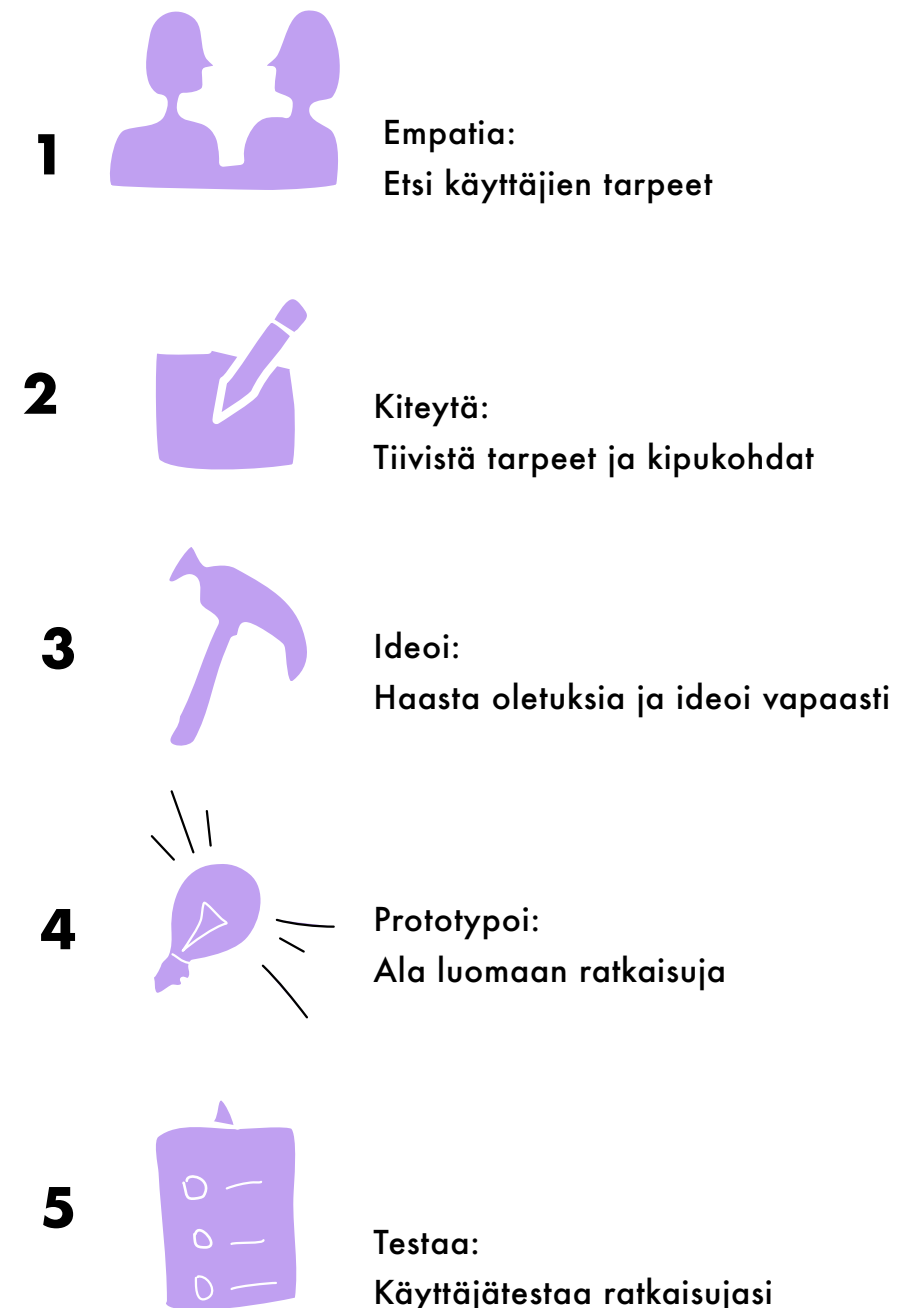 1
Empatia:
Etsi käyttäjien tarpeet
2
Kiteytä:
Tiivistä tarpeet ja kipukohdat
3
Ideoi:
Haasta oletuksia ja ideoi vapaasti
4
Prototypoi:
Ala luomaan ratkaisuja
5
Testaa:
Käyttäjätestaa ratkaisujasi